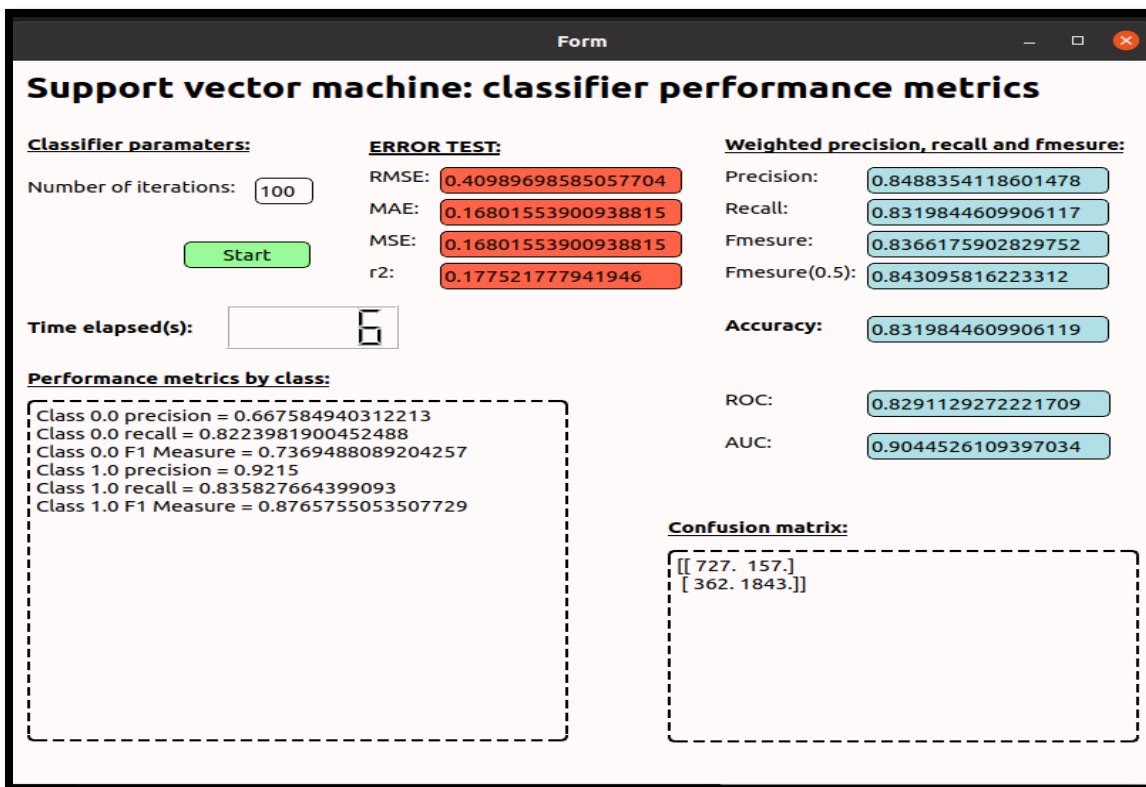 Form
Support vector machine: classifier performance metrics
Classifier paramaters:
Number of iterations: 100
Start
Time elapsed(s): 6
ERROR TEST:
RMSE: 0.40989698585057704
MAE: 0.16801553900938815
MSE: 0.16801553900938815
r2: 0.177521777941946
Weighted precision, recall and fmesure:
Precision: 0.8488354118601478
Recall: 0.8319844609906117
Fmesure: 0.8366175902829752
Fmesure(0.5): 0.843095816223312
Accuracy: 0.8319844609906119
ROC: 0.8291129272221709
AUC: 0.9044526109397034
Performance metrics by class:
Class 0.0 precision = 0.667584940312213
Class 0.0 recall = 0.8223981900452488
Class 0.0 F1 Measure = 0.7369488089204257
Class 1.0 precision = 0.9215
Class 1.0 recall = 0.835827664399093
Class 1.0 F1 Measure = 0.8765755053507729
Confusion matrix:
[[ 727. 157.]
[ 362. 1843.]]